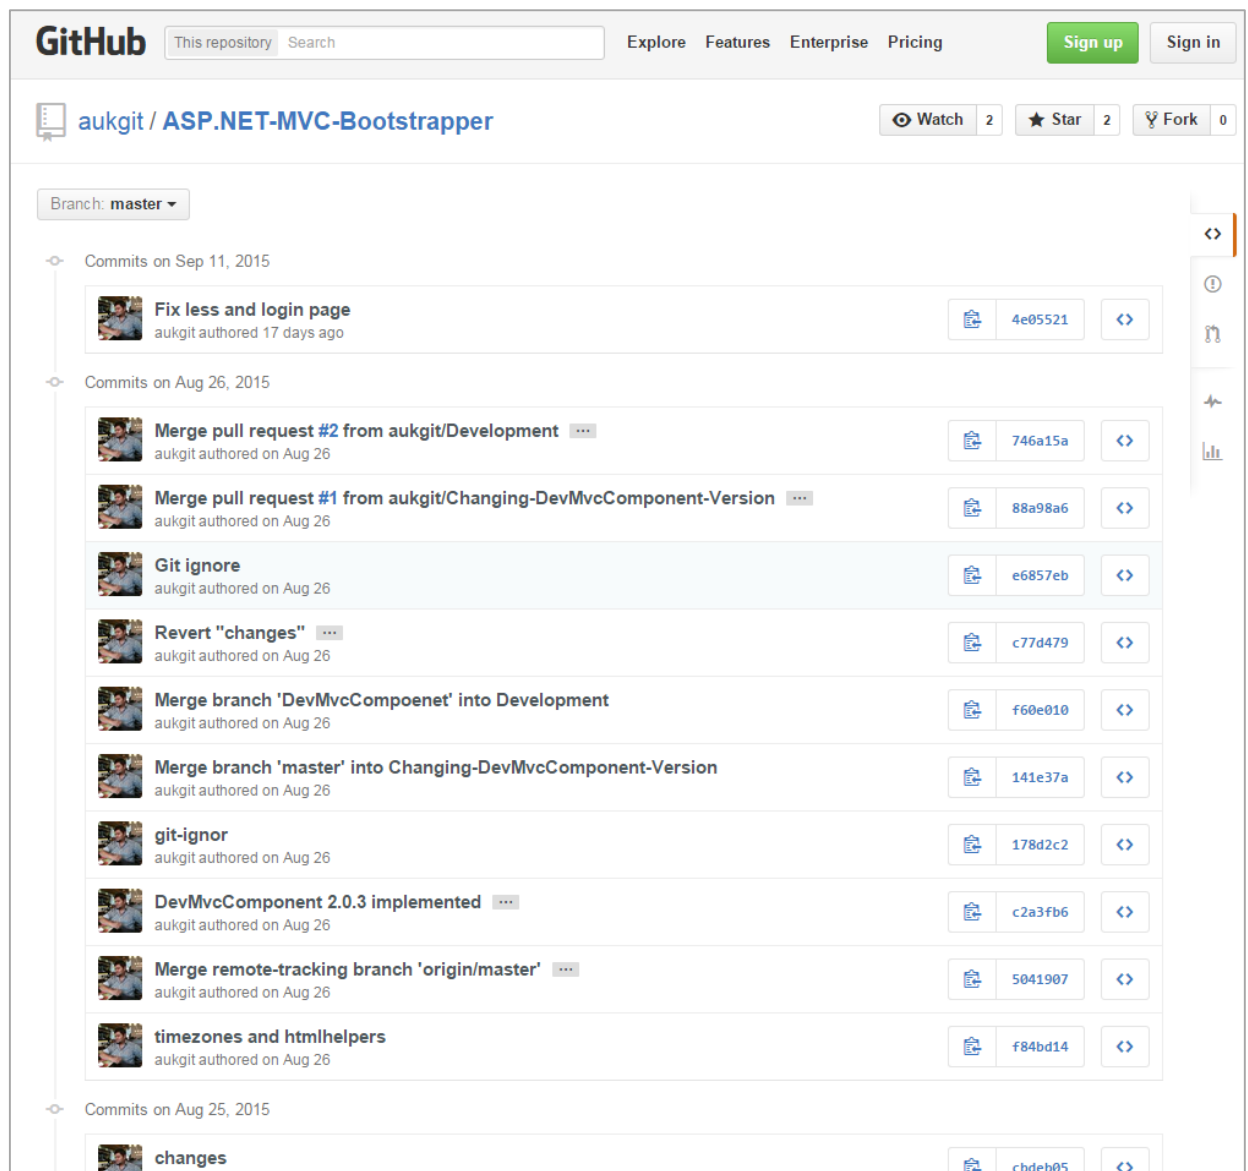 GitHub This repository Search Explore Features Enterprise Pricing Sign up Sign in
aukgit / ASP.NET-MVC-Bootstrapper Watch 2 Star 2 Fork 0
Branch: master
Commits on Sep 11, 2015
Fix less and login page
aukgit authored 17 days ago
4e05521
Commits on Aug 26, 2015
Merge pull request #2 from aukgit/Development ...
aukgit authored on Aug 26
746a15a
Merge pull request #1 from aukgit/Changing-DevMvcComponent-Version ...
aukgit authored on Aug 26
88a98a6
Git ignore
aukgit authored on Aug 26
e6857eb
Revert "changes" ...
aukgit authored on Aug 26
c77d479
Merge branch 'DevMvcCompoenet' into Development
aukgit authored on Aug 26
f60e010
Merge branch 'master' into Changing-DevMvcComponent-Version
aukgit authored on Aug 26
141e37a
git-ignor
aukgit authored on Aug 26
178d2c2
DevMvcComponent 2.0.3 implemented ...
aukgit authored on Aug 26
c2a3fb6
Merge remote-tracking branch 'origin/master' ...
aukgit authored on Aug 26
5041907
timezones and htmlhelpers
aukgit authored on Aug 26
f84bd14
Commits on Aug 25, 2015
changes
cbdeb05